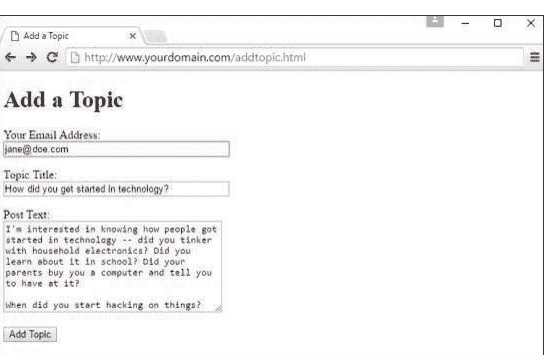 Add a Topic
http://www.yourdomain.com/addtopic.html
Add a Topic
Your Email Address:
jane@doe.com
Topic Title:
How did you get started in technology?
Post Text:
I'm interested in knowing how people got
started in technology -- did you tinker
with household electronics? Did you
learn about it in school? Did your
parents buy you a computer and tell you
to have at it?
When did you start hacking on things?
Add Topic